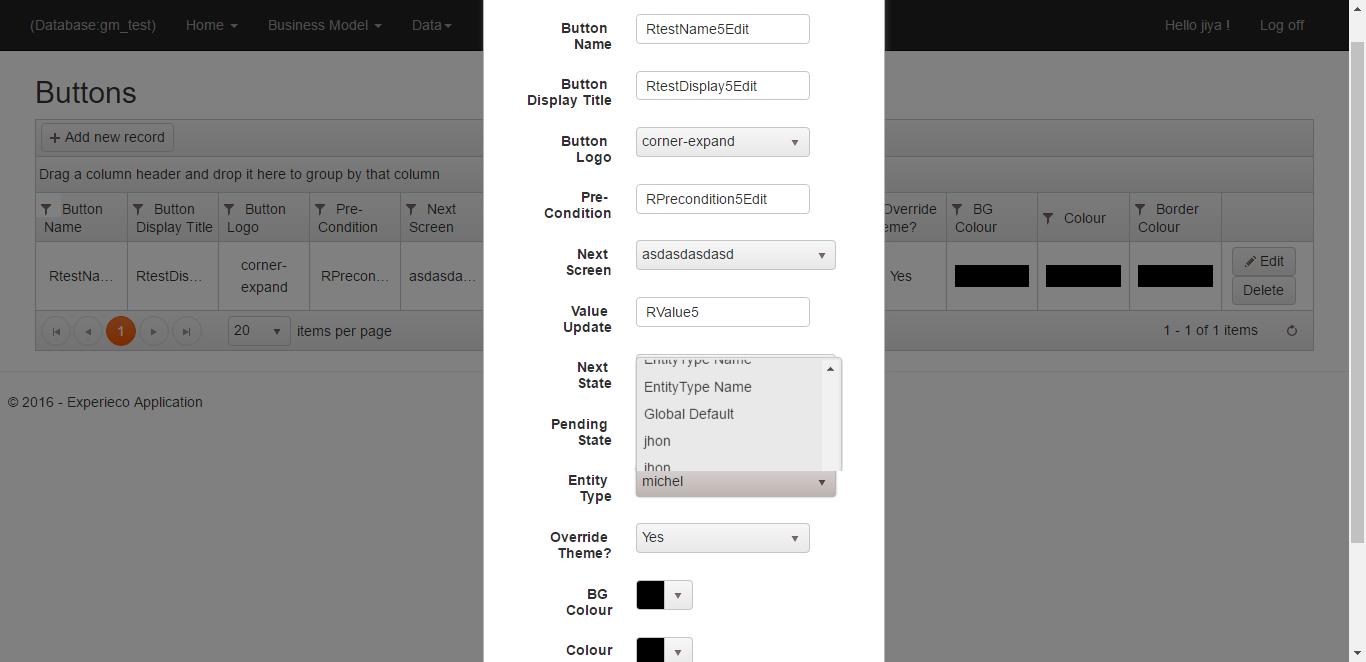 (Database:gm_test)
Home
Business Model
Data
Hello jiya !
Log off
Buttons
Add new record
Drag a column header and drop it here to group by that column
Button Name
Button Display Title
Button Logo
Pre-Condition
Next Screen
Override
eme?
BG Colour
Colour
Border Colour
RtestNa...
RtestDis...
corner-expand
RPrecon...
asdasda...
Yes
Edit
Delete
1
20
items per page
1 - 1 of 1 items
© 2016 - Experieco Application
Button Name
RtestName5Edit
Button Display Title
RtestDisplay5Edit
Button Logo
corner-expand
Pre-Condition
RPrecondition5Edit
Next Screen
asdasdasdasd
Value Update
RValue5
Next State
Pending State
EntityType Name
EntityType Name
Global Default
jhon
jhon
Entity Type
michel
Override Theme?
Yes
BG Colour
Colour